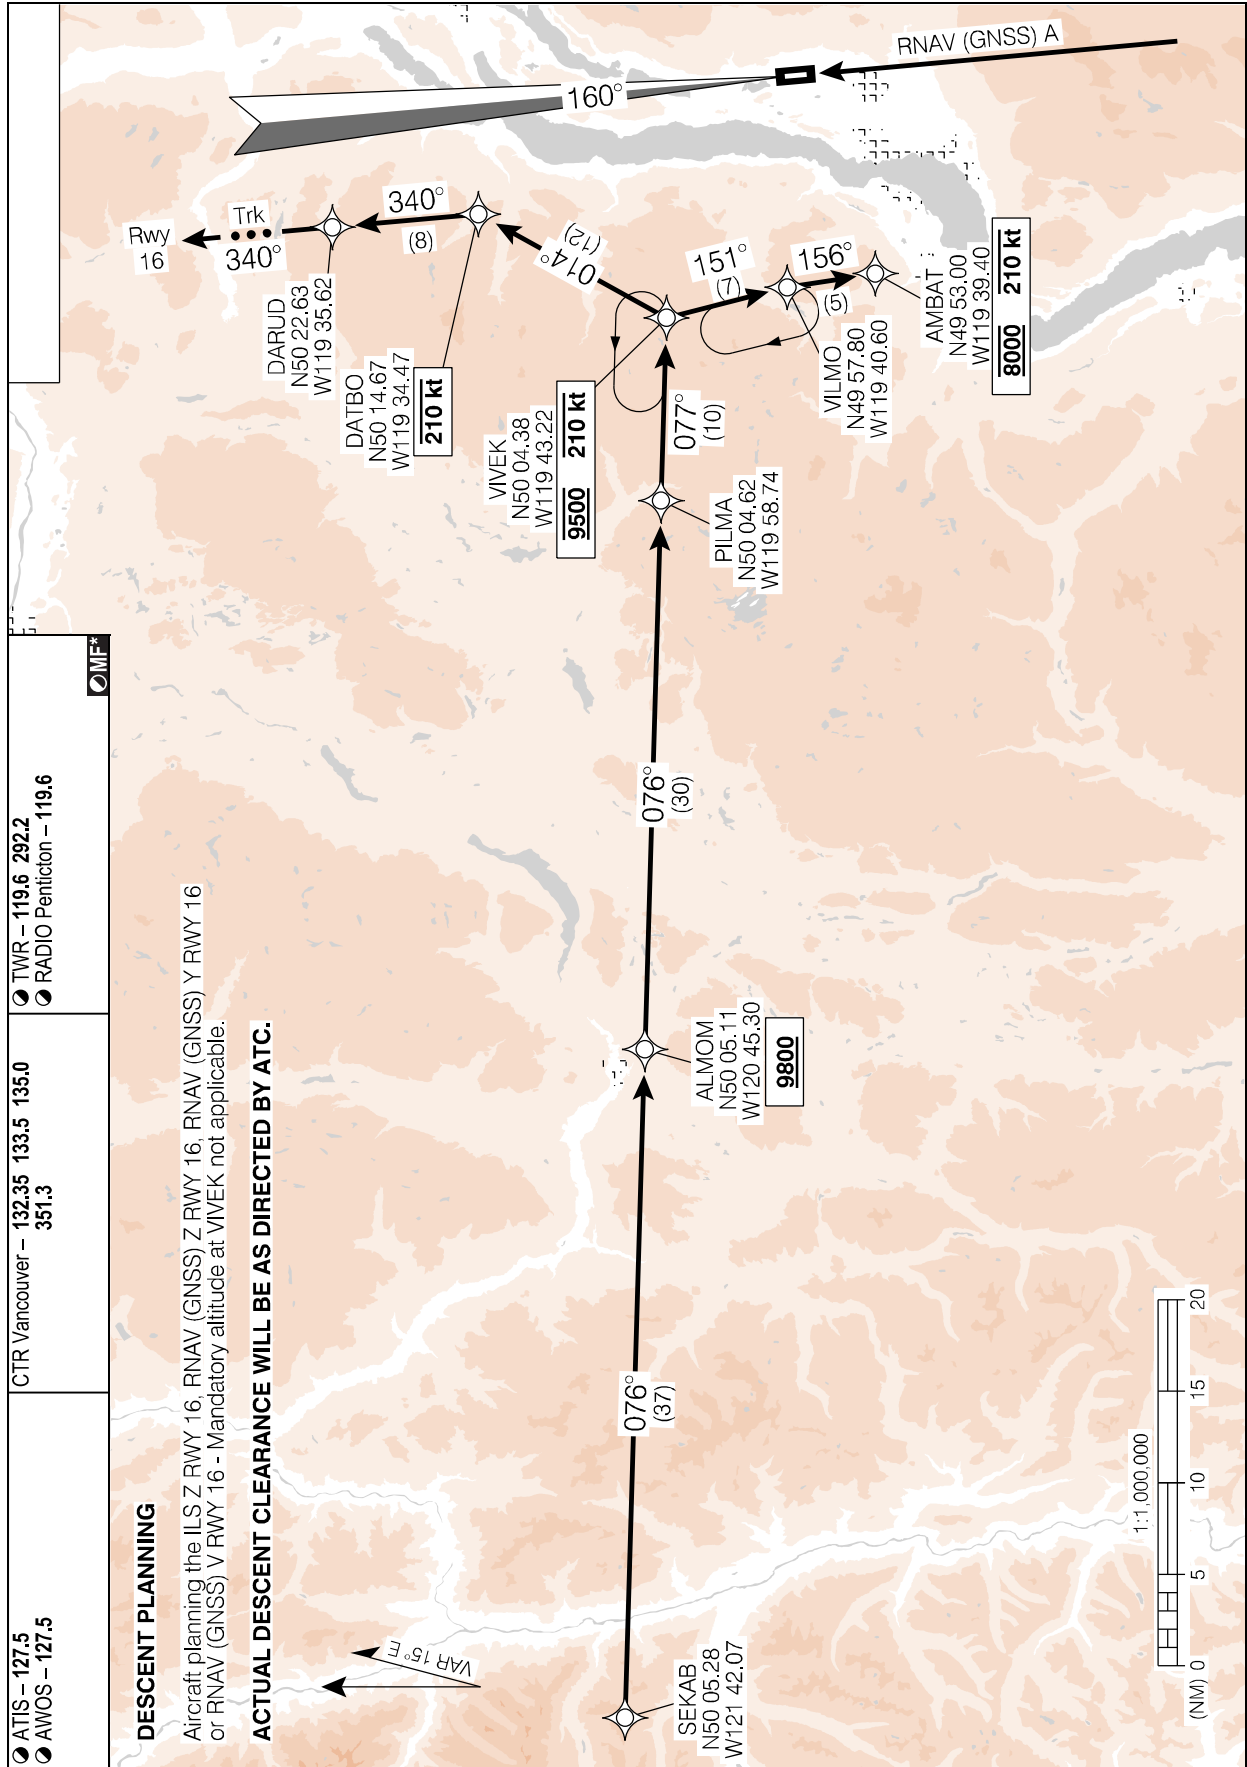 ATIS – 127.5
AWOS – 127.5
CTR Vancouver – 132.35 133.5 135.0
351.3
TWR – 119.6 292.2
RADIO Penticton – 119.6
MF*
DESCENT PLANNING
Aircraft planning the ILS Z RWY 16, RNAV (GNSS) Z RWY 16, RNAV (GNSS) Y RWY 16
or RNAV (GNSS) V RWY 16 - Mandatory altitude at VIVEK not applicable.
ACTUAL DESCENT CLEARANCE WILL BE AS DIRECTED BY ATC.
VAR 15° E
SEKAB
N50 05.28
W121 42.07
076°
(37)
ALMOM
N50 05.11
W120 45.30
9800
076°
(30)
PILMA
N50 04.62
W119 58.74
077°
(10)
VIVEK
N50 04.38
W119 43.22
9500 210 kt
014°
(12)
DATBO
N50 14.67
W119 34.47
210 kt
340°
(8)
DARUD
N50 22.63
W119 35.62
Trk
340°
Rwy
16
151°
(7)
VILMO
N49 57.80
W119 40.60
156°
(5)
AMBAT
N49 53.00
W119 39.40
8000 210 kt
160°
RNAV (GNSS) A
1:1,000,000
(NM) 0 5 10 15 20